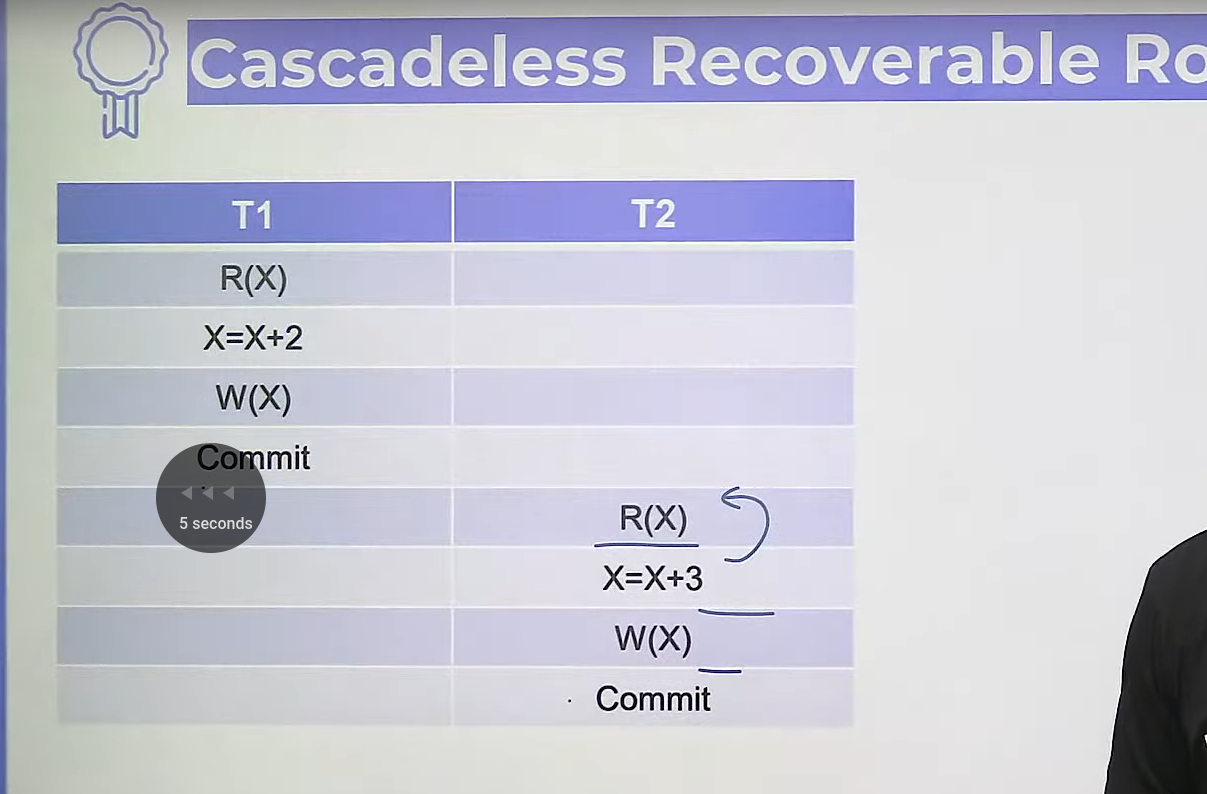 Cascadeless Recoverable Ro
T1 T2
R(X)
X=X+2
W(X)
Commit
R(X)
5 seconds
X=X+3
W(X)
Commit